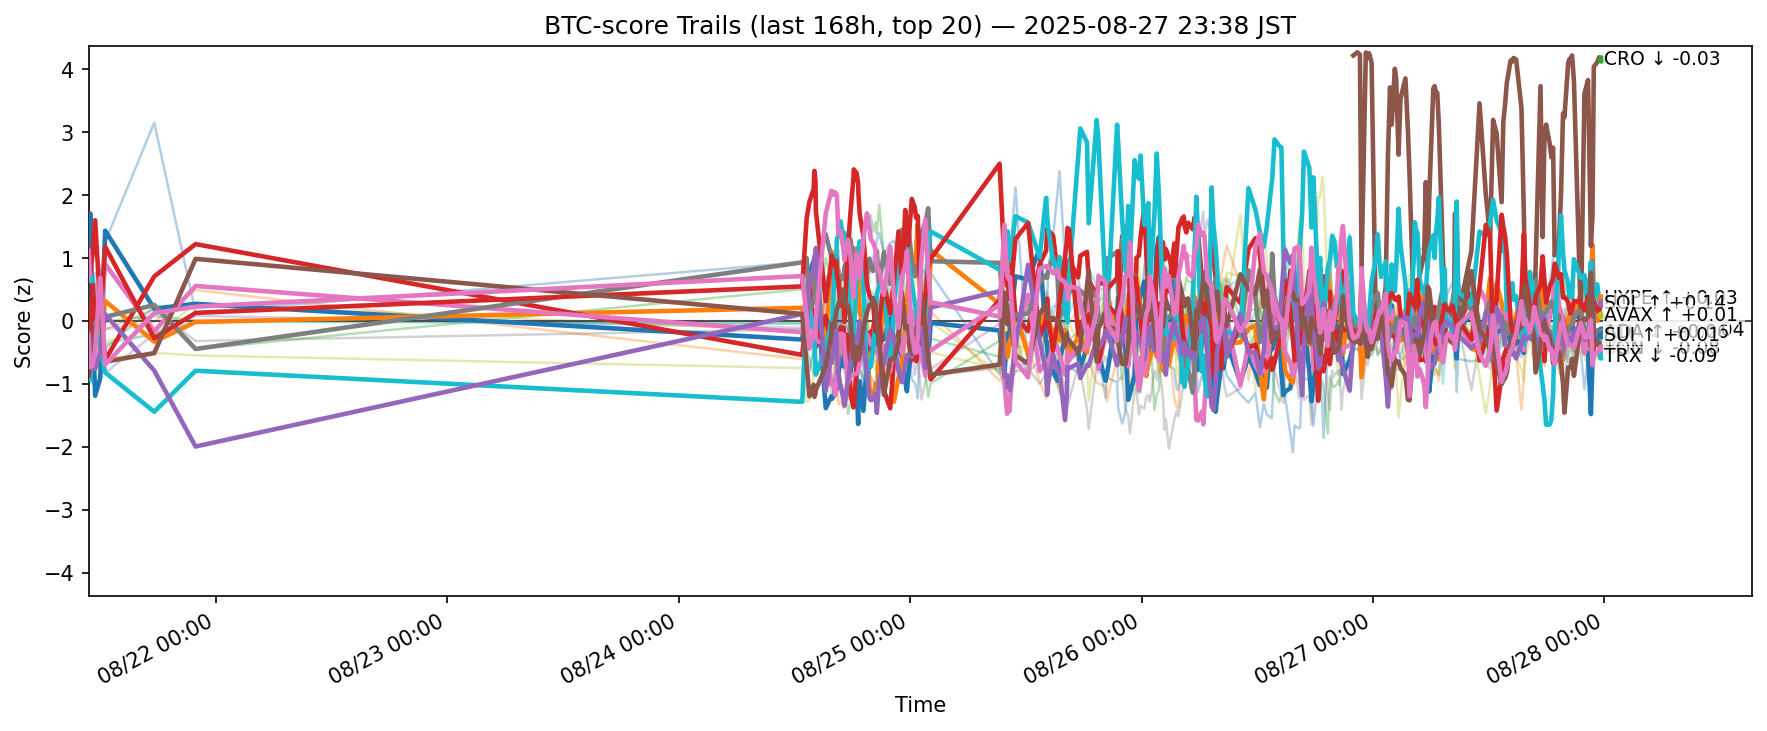 BTC-score Trails (last 168h, top 20) — 2025-08-27 23:38 JST
Score (z)
4
3
2
1
0
−1
−2
−3
−4
CRO ↓ -0.03
AVAX ↑ +0.01
SUI ↑ +0.01
TRX ↓ -0.09
08/22 00:00
08/23 00:00
08/24 00:00
08/25 00:00
08/26 00:00
08/27 00:00
08/28 00:00
Time